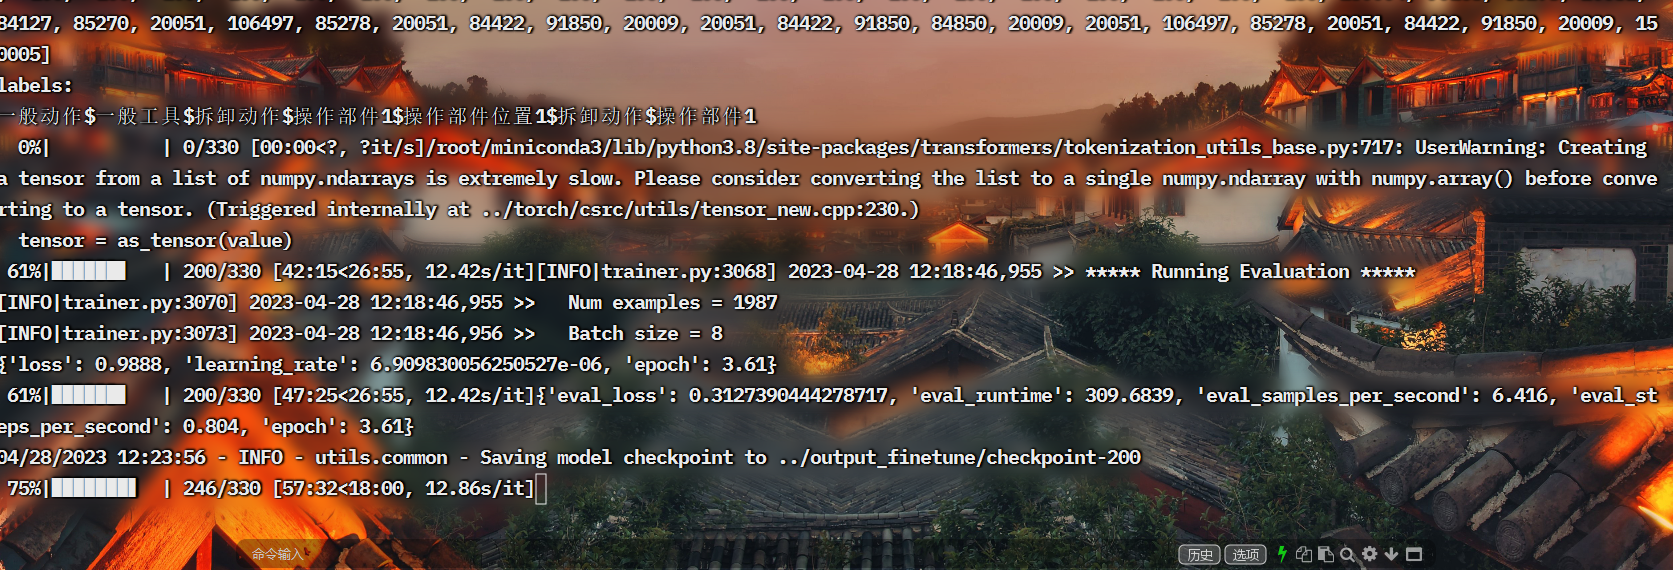 84127, 85270, 20051, 106497, 85278, 20051, 84422, 91850, 20009, 20051, 84422, 91850, 84850, 20009, 20051, 106497, 85278, 20051, 84422, 91850, 20009, 15
0005]
labels:
一般动作$一般工具$拆卸动作$操作部件1$操作部件位置1$拆卸动作$操作部件1
0%| | 0/330 [00:00<?, ?it/s]/root/miniconda3/lib/python3.8/site-packages/transformers/tokenization_utils_base.py:717: UserWarning: Creating
a tensor from a list of numpy.ndarrays is extremely slow. Please consider converting the list to a single numpy.ndarray with numpy.array() before conve
rting to a tensor. (Triggered internally at ../torch/csrc/utils/tensor_new.cpp:230.)
tensor = as_tensor(value)
61%|██████▌ | 200/330 [42:15<26:55, 12.42s/it][INFO|trainer.py:3068] 2023-04-28 12:18:46,955 >> ***** Running Evaluation *****
[INFO|trainer.py:3070] 2023-04-28 12:18:46,955 >> Num examples = 1987
[INFO|trainer.py:3073] 2023-04-28 12:18:46,956 >> Batch size = 8
{'loss': 0.9888, 'learning_rate': 6.909830056250527e-06, 'epoch': 3.61}
61%|██████▌ | 200/330 [47:25<26:55, 12.42s/it]{'eval_loss': 0.3127390444278717, 'eval_runtime': 309.6839, 'eval_samples_per_second': 6.416, 'eval_st
eps_per_second': 0.804, 'epoch': 3.61}
04/28/2023 12:23:56 - INFO - utils.common - Saving model checkpoint to ../output_finetune/checkpoint-200
75%|███████▌ | 246/330 [57:32<18:00, 12.86s/it]
命令输入
历史 选项